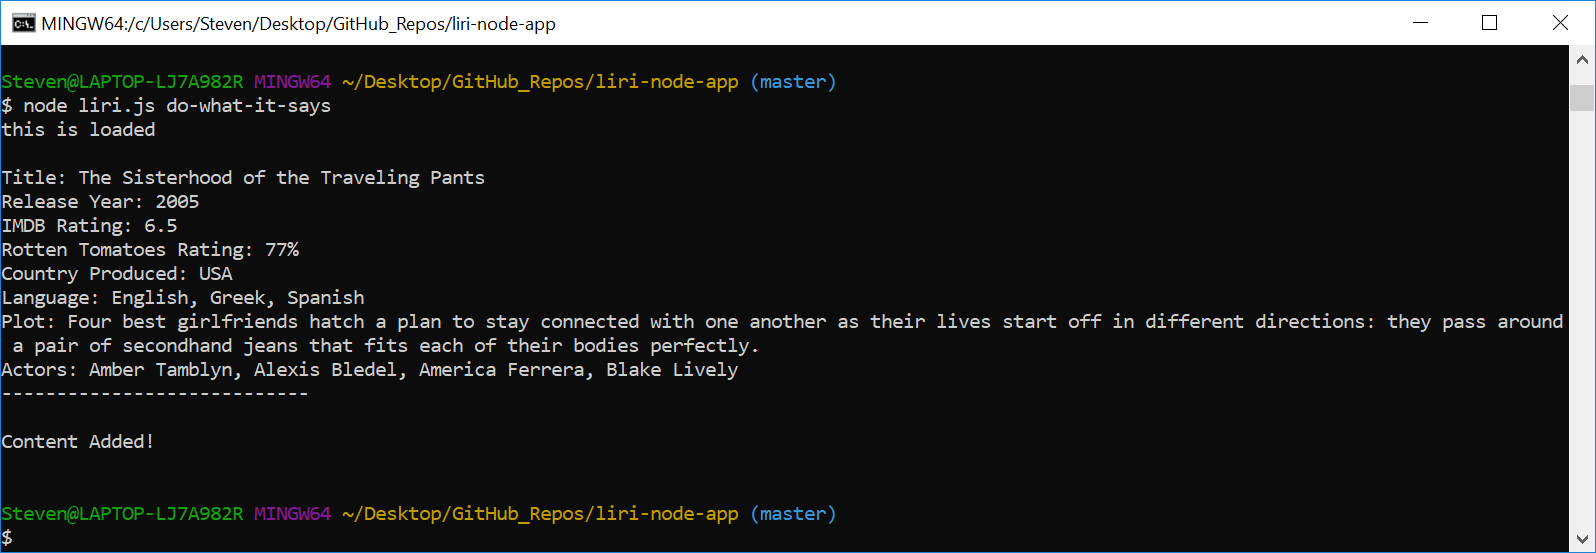 MINGW64:/c/Users/Steven/Desktop/GitHub_Repos/liri-node-app
Steven@LAPTOP-LJ7A982R MINGW64 ~/Desktop/GitHub_Repos/liri-node-app (master)
$ node liri.js do-what-it-says
this is loaded
Title: The Sisterhood of the Traveling Pants
Release Year: 2005
IMDB Rating: 6.5
Rotten Tomatoes Rating: 77%
Country Produced: USA
Language: English, Greek, Spanish
Plot: Four best girlfriends hatch a plan to stay connected with one another as their lives start off in different directions: they pass around
 a pair of secondhand jeans that fits each of their bodies perfectly.
Actors: Amber Tamblyn, Alexis Bledel, America Ferrera, Blake Lively
----------------------------
Content Added!
Steven@LAPTOP-LJ7A982R MINGW64 ~/Desktop/GitHub_Repos/liri-node-app (master)
$